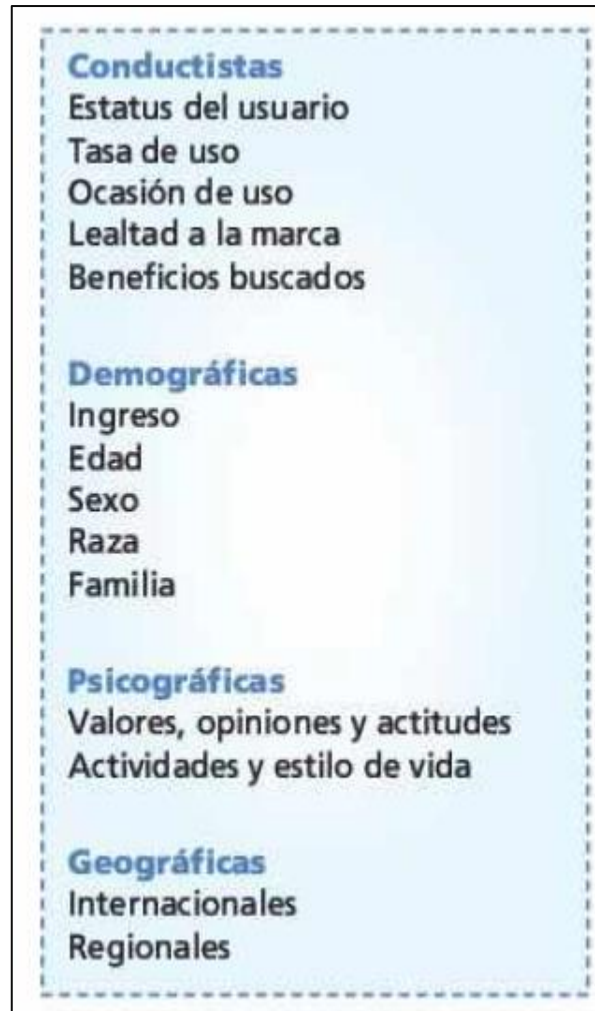 Conductistas
Estatus del usuario
Tasa de uso
Ocasión de uso
Lealtad a la marca
Beneficios buscados
Demográficas
Ingreso
Edad
Sexo
Raza
Familia
Psicográficas
Valores, opiniones y actitudes
Actividades y estilo de vida
Geográficas
Internacionales
Regionales